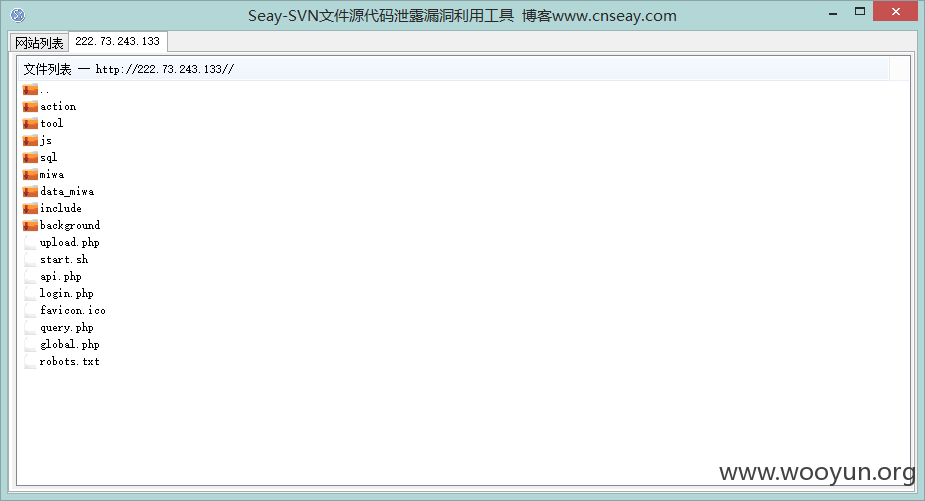 Seay-SVN文件源代码泄露漏洞利用工具 博客www.cnseay.com
网站列表 222.73.243.133
文件列表 — http://222.73.243.133//
..
action
tool
js
sql
miwa
data_miwa
include
background
upload.php
start.sh
api.php
login.php
favicon.ico
query.php
global.php
robots.txt
www.wooyun.org